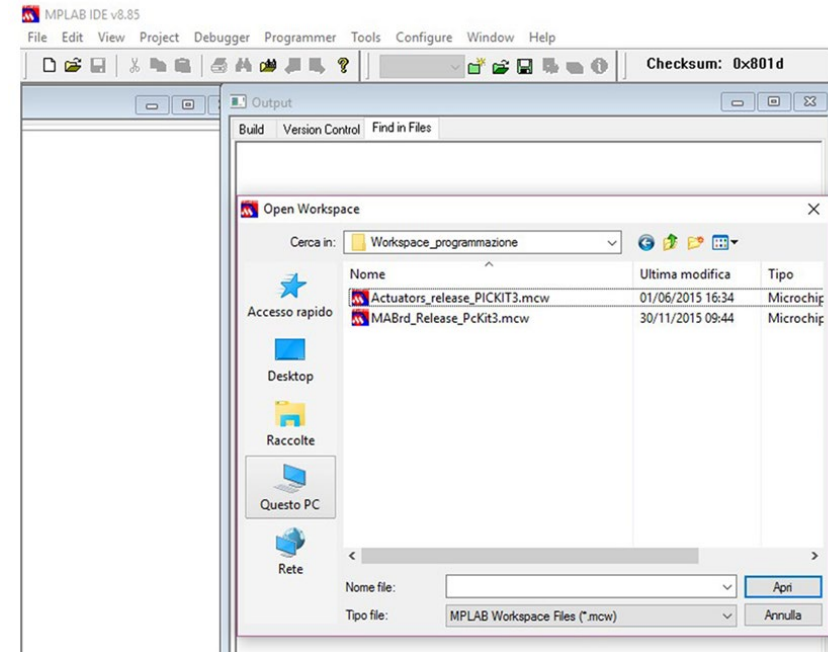 MPLAB IDE v8.85
File Edit View Project Debugger Programmer Tools Configure Window Help
Checksum: 0x801d
Output
Build Version Control Find in Files
Open Workspace
Cerca in: Workspace_programmazione
Nome Ultima modifica Tipo
Actuators_release_PICKIT3.mcw 01/06/2015 16:34 Microchip
MABrd_Release_PcKit3.mcw 30/11/2015 09:44 Microchip
Accesso rapido
Desktop
Raccolte
Questo PC
Rete
Nome file: Apri
Tipo file: MPLAB Workspace Files (*.mcw) Annulla